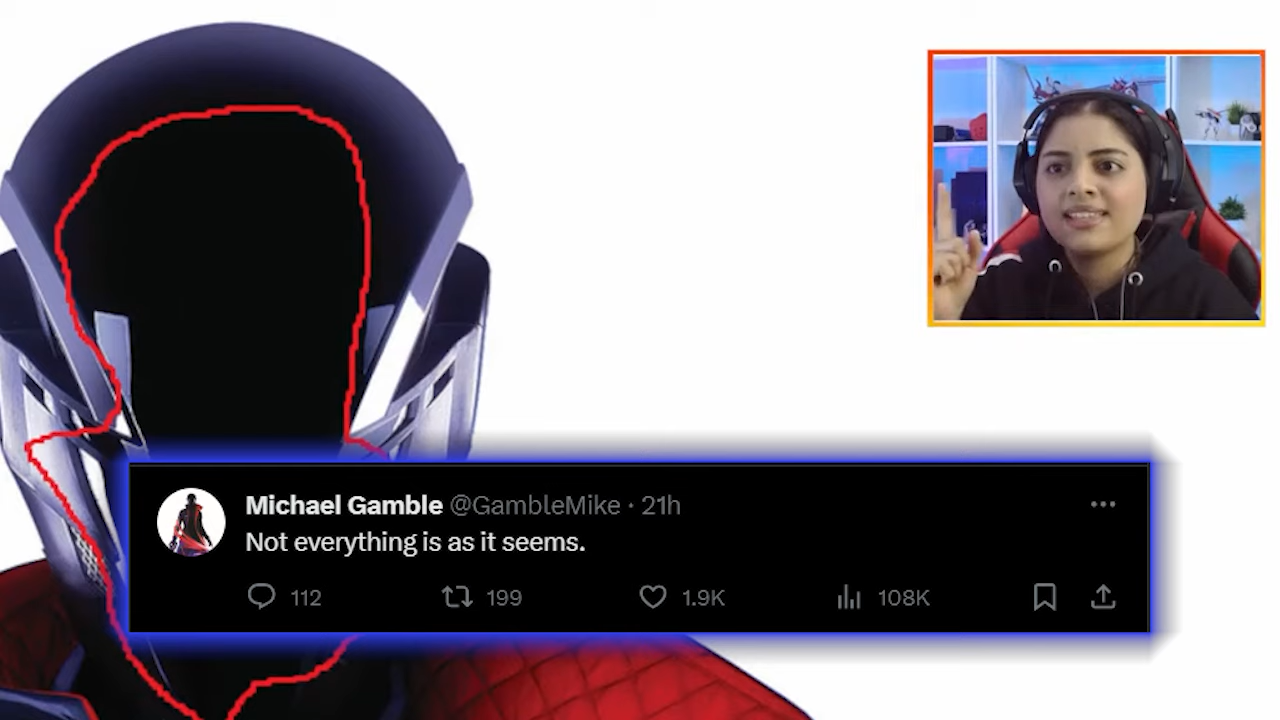 Michael Gamble @GambleMike · 21h
Not everything is as it seems.
112 199 1.9K 108K